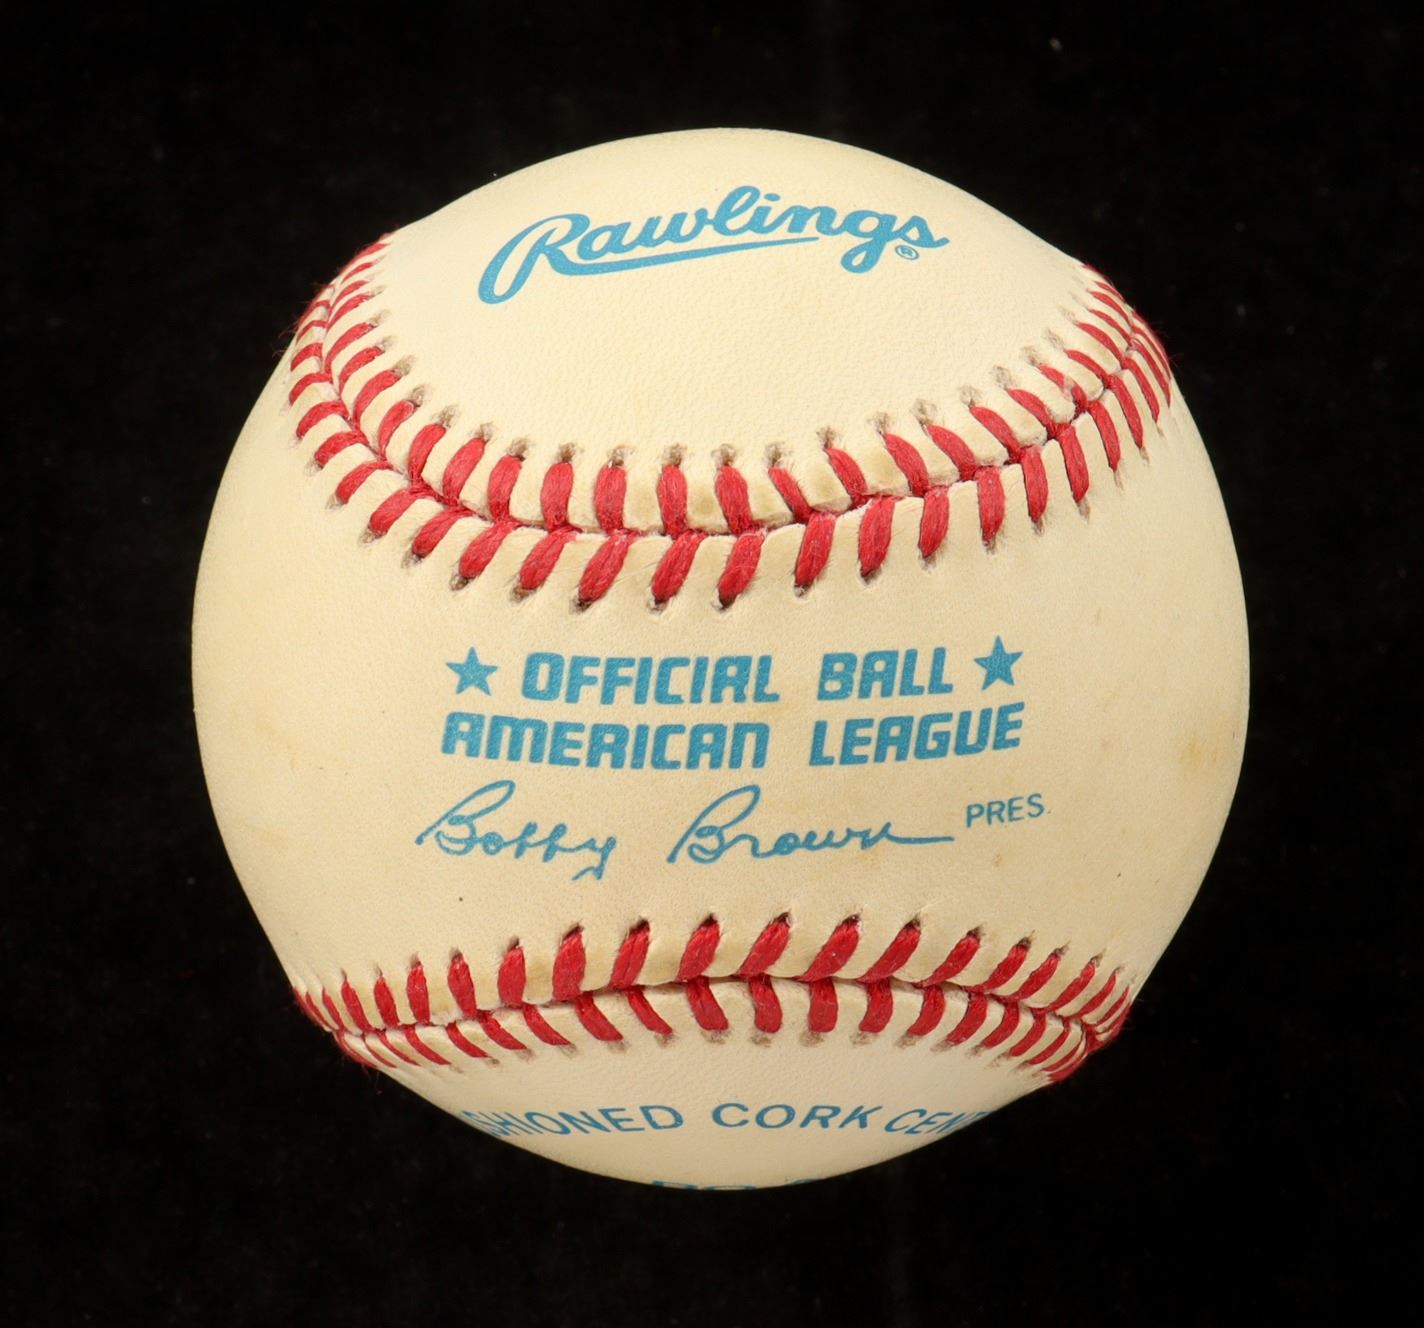 Rawlings ®
★ OFFICIAL BALL ★
AMERICAN LEAGUE
Bobby Brown PRES.
CORK